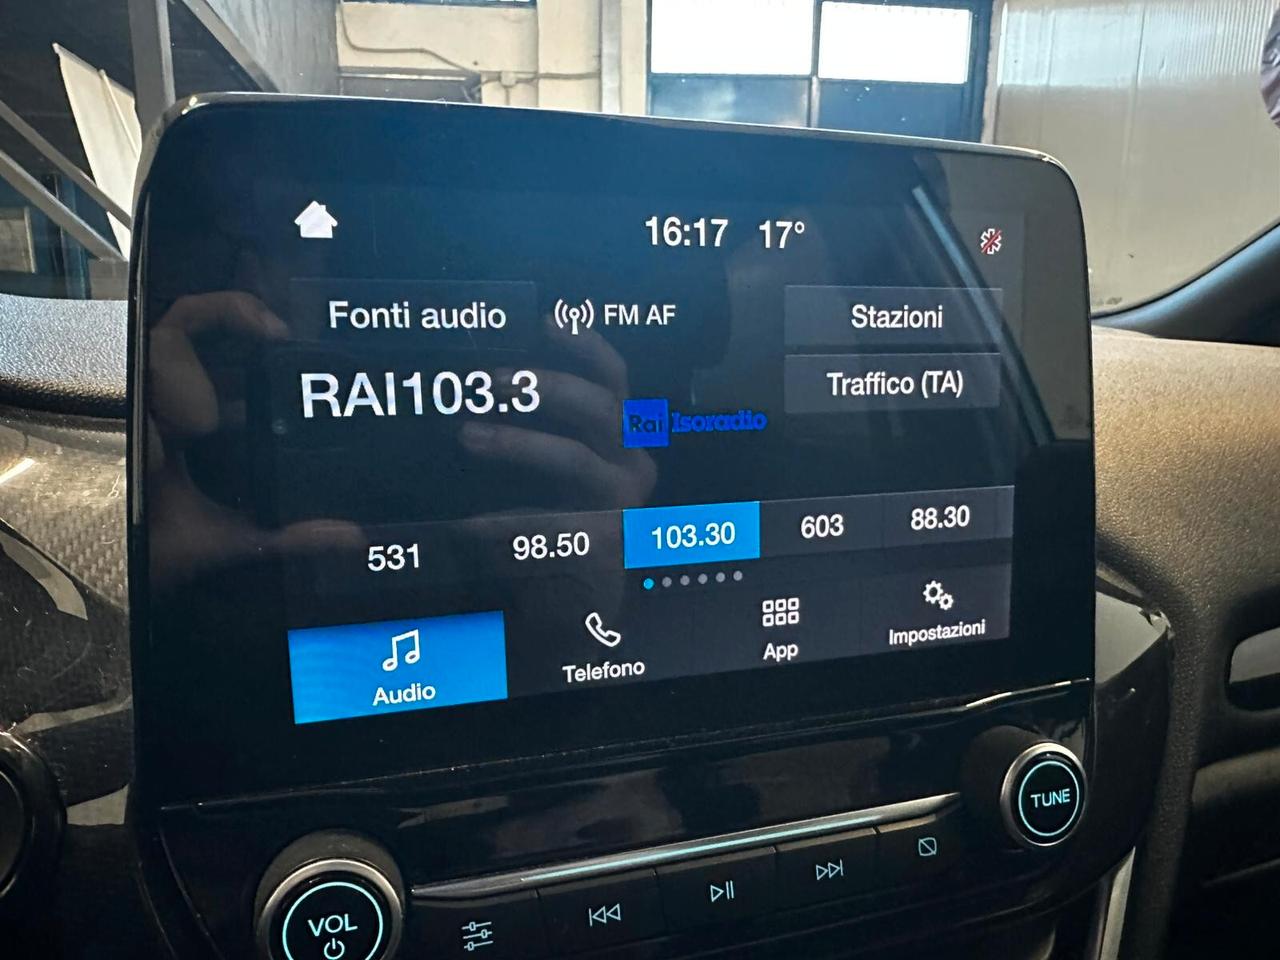 16:17 17°
Fonti audio FM AF Stazioni
Traffico (TA)
RAI103.3
Rai Isoradio
531 98.50 103.30 603 88.30
Audio Telefono App Impostazioni
TUNE
VOL